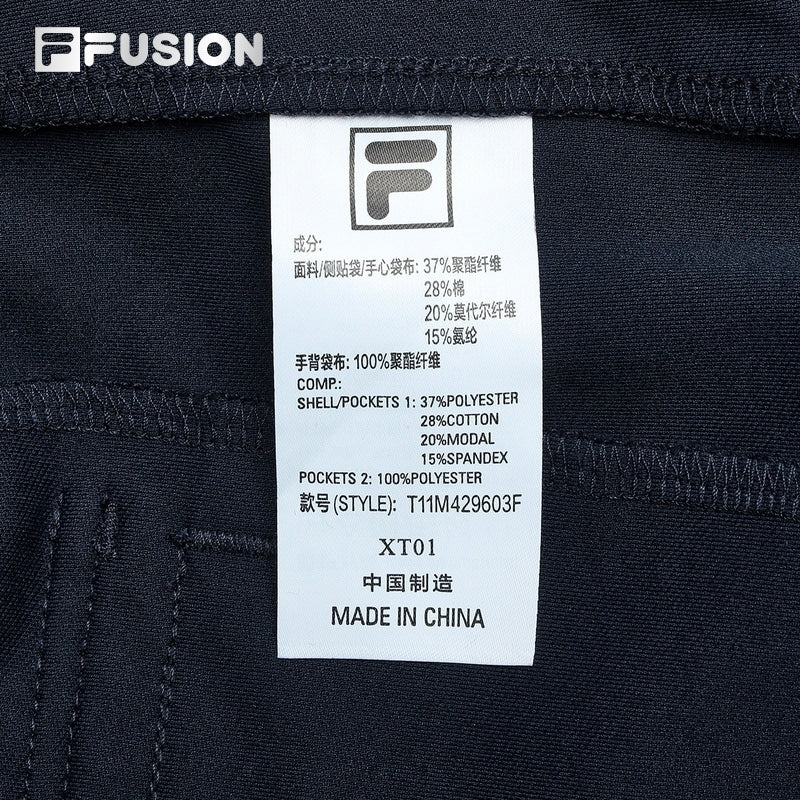 FUSION
成分:
面料/侧贴袋/手心袋布: 37%聚酯纤维
28%棉
20%莫代尔纤维
15%氨纶
手背袋布: 100%聚酯纤维
COMP.:
SHELL/POCKETS 1: 37%POLYESTER
28%COTTON
20%MODAL
15%SPANDEX
POCKETS 2: 100%POLYESTER
款号(STYLE): T11M429603F
XT01
中国制造
MADE IN CHINA